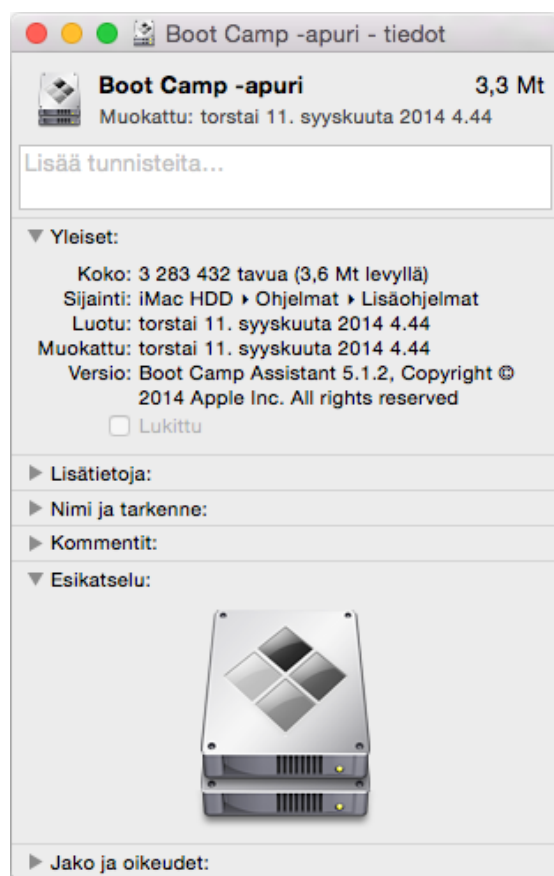 Boot Camp -apuri - tiedot
Boot Camp -apuri 3,3 Mt
Muokattu: torstai 11. syyskuuta 2014 4.44
Lisää tunnisteita…
Yleiset:
Koko: 3 283 432 tavua (3,6 Mt levyllä)
Sijainti: iMac HDD ▸ Ohjelmat ▸ Lisäohjelmat
Luotu: torstai 11. syyskuuta 2014 4.44
Muokattu: torstai 11. syyskuuta 2014 4.44
Versio: Boot Camp Assistant 5.1.2, Copyright ©
2014 Apple Inc. All rights reserved
Lukittu
Lisätietoja:
Nimi ja tarkenne:
Kommentit:
Esikatselu:
Jako ja oikeudet: